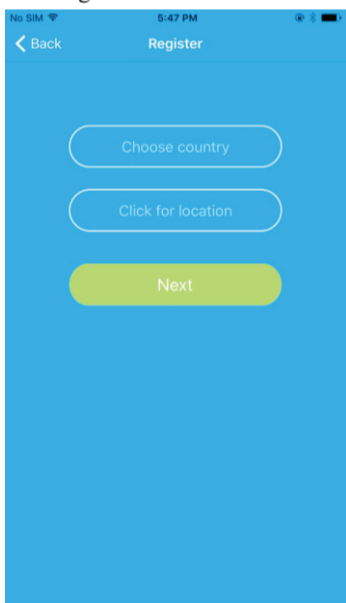 No SIM 5:47 PM
Back Register
Choose country
Click for location
Next